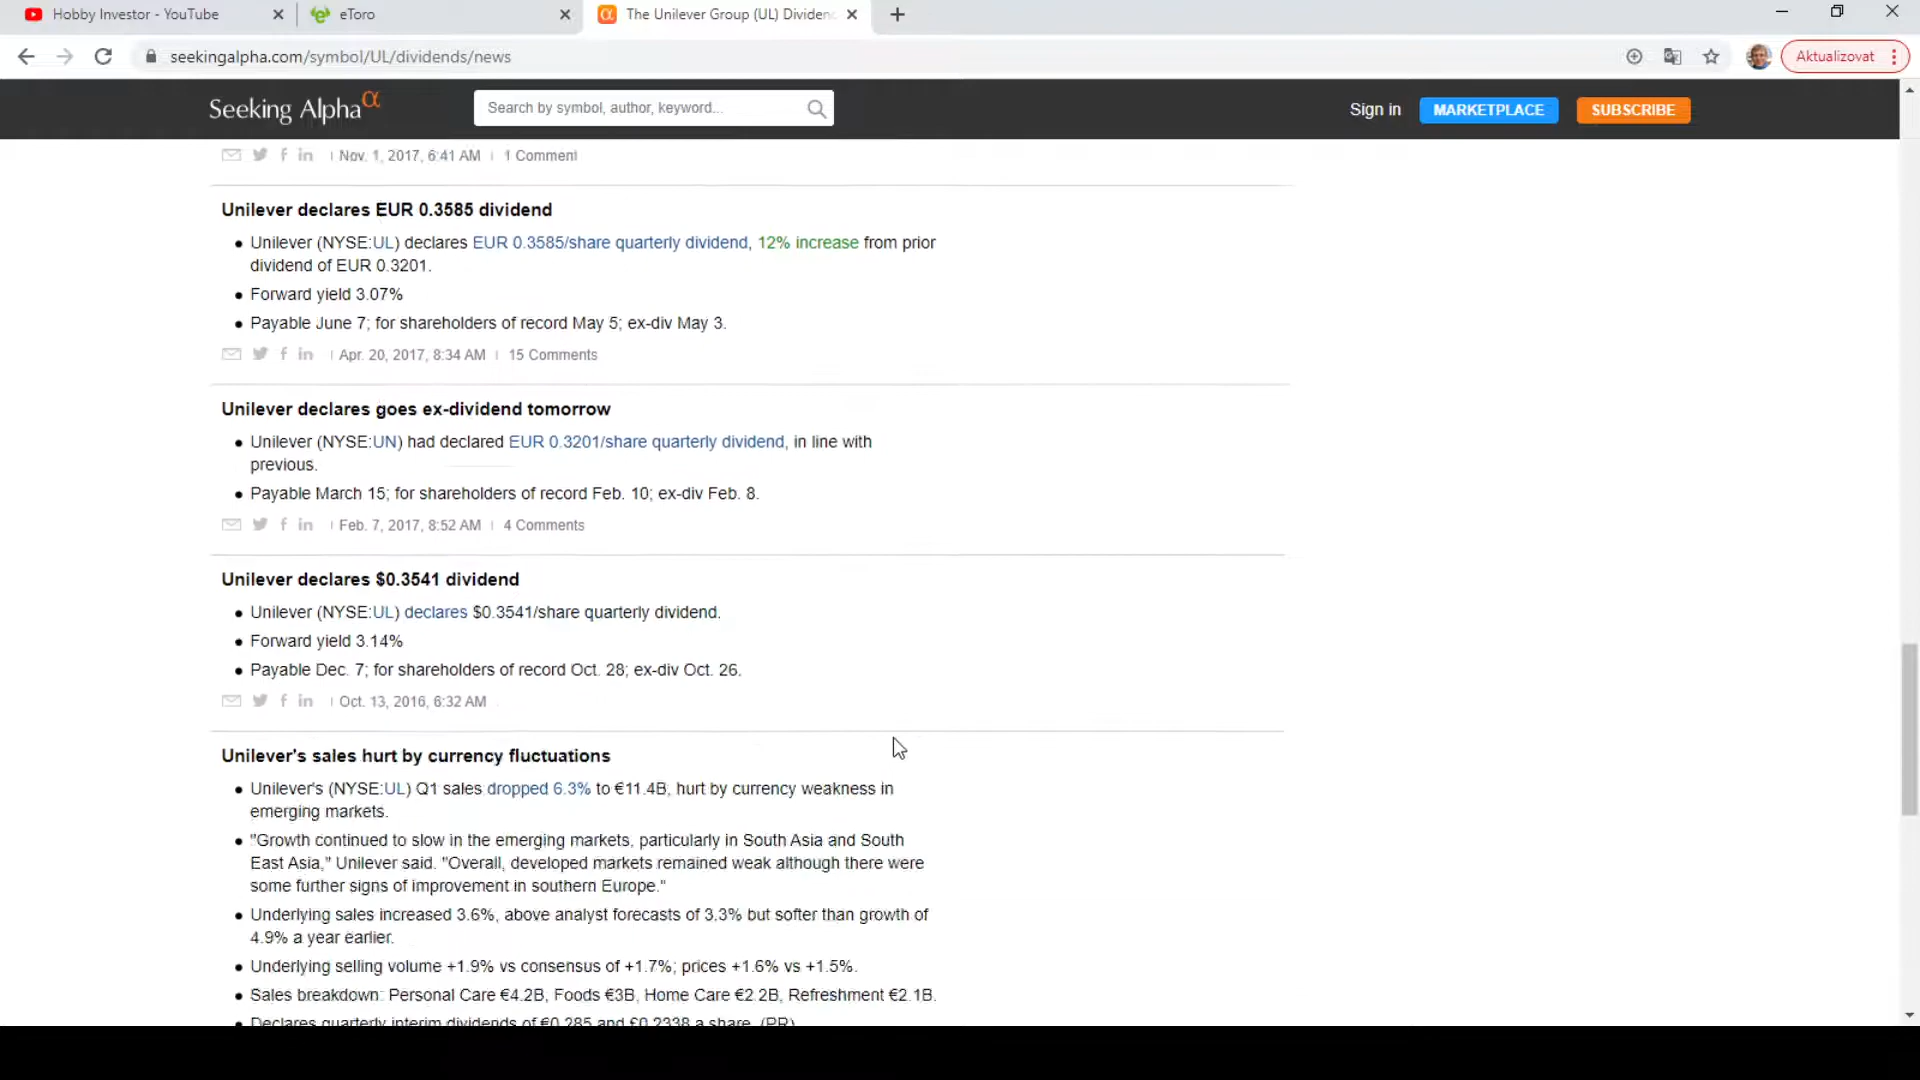 Hobby Investor - YouTube
eToro
The Unilever Group (UL) Dividen
seekingalpha.com/symbol/UL/dividends/news
Aktualizovat
Seeking Alpha α
Search by symbol, author, keyword...
Sign in
MARKETPLACE
SUBSCRIBE
Nov. 1, 2017, 6:41 AM | 1 Comment
Unilever declares EUR 0.3585 dividend
• Unilever (NYSE:UL) declares EUR 0.3585/share quarterly dividend, 12% increase from prior
dividend of EUR 0.3201.
• Forward yield 3.07%
• Payable June 7; for shareholders of record May 5; ex-div May 3.
Apr. 20, 2017, 8:34 AM | 15 Comments
Unilever declares goes ex-dividend tomorrow
• Unilever (NYSE:UN) had declared EUR 0.3201/share quarterly dividend, in line with
previous.
• Payable March 15; for shareholders of record Feb. 10; ex-div Feb. 8.
Feb. 7, 2017, 8:52 AM | 4 Comments
Unilever declares $0.3541 dividend
• Unilever (NYSE:UL) declares $0.3541/share quarterly dividend.
• Forward yield 3.14%
• Payable Dec. 7; for shareholders of record Oct. 28; ex-div Oct. 26.
Oct. 13, 2016, 6:32 AM
Unilever's sales hurt by currency fluctuations
• Unilever's (NYSE:UL) Q1 sales dropped 6.3% to €11.4B, hurt by currency weakness in
emerging markets.
• "Growth continued to slow in the emerging markets, particularly in South Asia and South
East Asia," Unilever said. "Overall, developed markets remained weak although there were
some further signs of improvement in southern Europe."
• Underlying sales increased 3.6%, above analyst forecasts of 3.3% but softer than growth of
4.9% a year earlier.
• Underlying selling volume +1.9% vs consensus of +1.7%; prices +1.6% vs +1.5%.
• Sales breakdown: Personal Care €4.2B, Foods €3B, Home Care €2.2B, Refreshment €2.1B.
• Declares quarterly interim dividends of €0.285 and £0.2338 a share. (PR)